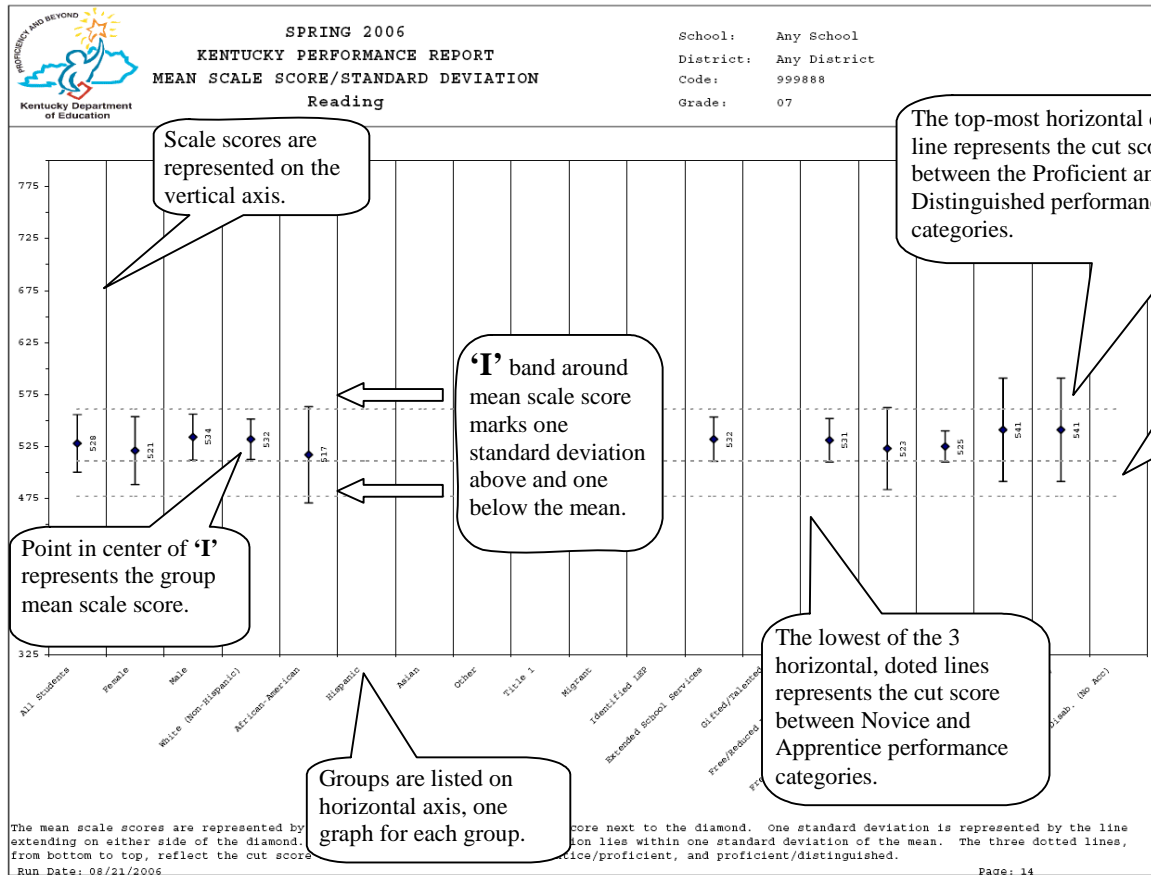 PROFICIENCY AND BEYOND
Kentucky Department
of Education
SPRING 2006
KENTUCKY PERFORMANCE REPORT
MEAN SCALE SCORE/STANDARD DEVIATION
Reading
School: Any School
District: Any District
Code: 999888
Grade: 07
Scale scores are
represented on the
vertical axis.
The top-most horizontal
line represents the cut
between the Proficient
Distinguished
categories.
775
725
675
625
575
525
475
325
528
521
534
532
517
532
531
523
525
541
541
'I' band around
mean scale score
marks one
standard deviation
above and one
below the mean.
Point in center of 'I'
represents the group
mean scale score.
The lowest of the 3
horizontal, doted lines
represents the cut score
between Novice and
Apprentice performance
categories.
Groups are listed on
horizontal axis, one
graph for each group.
All Students
Female
Male
White (Non-Hispanic)
African-American
Hispanic
Asian
Other
Title 1
Migrant
Identified LEP
Extended School Services
Gifted/Talented
Free/Reduced
Disab. (No Acc)
The mean scale scores are represented by core next to the diamond. One standard deviation is represented by the line
extending on either side of the diamond. lies within one standard deviation of the mean. The three dotted lines,
from bottom to top, reflect the cut score tice/proficient, and proficient/distinguished.
Run Date: 08/21/2006
Page: 14